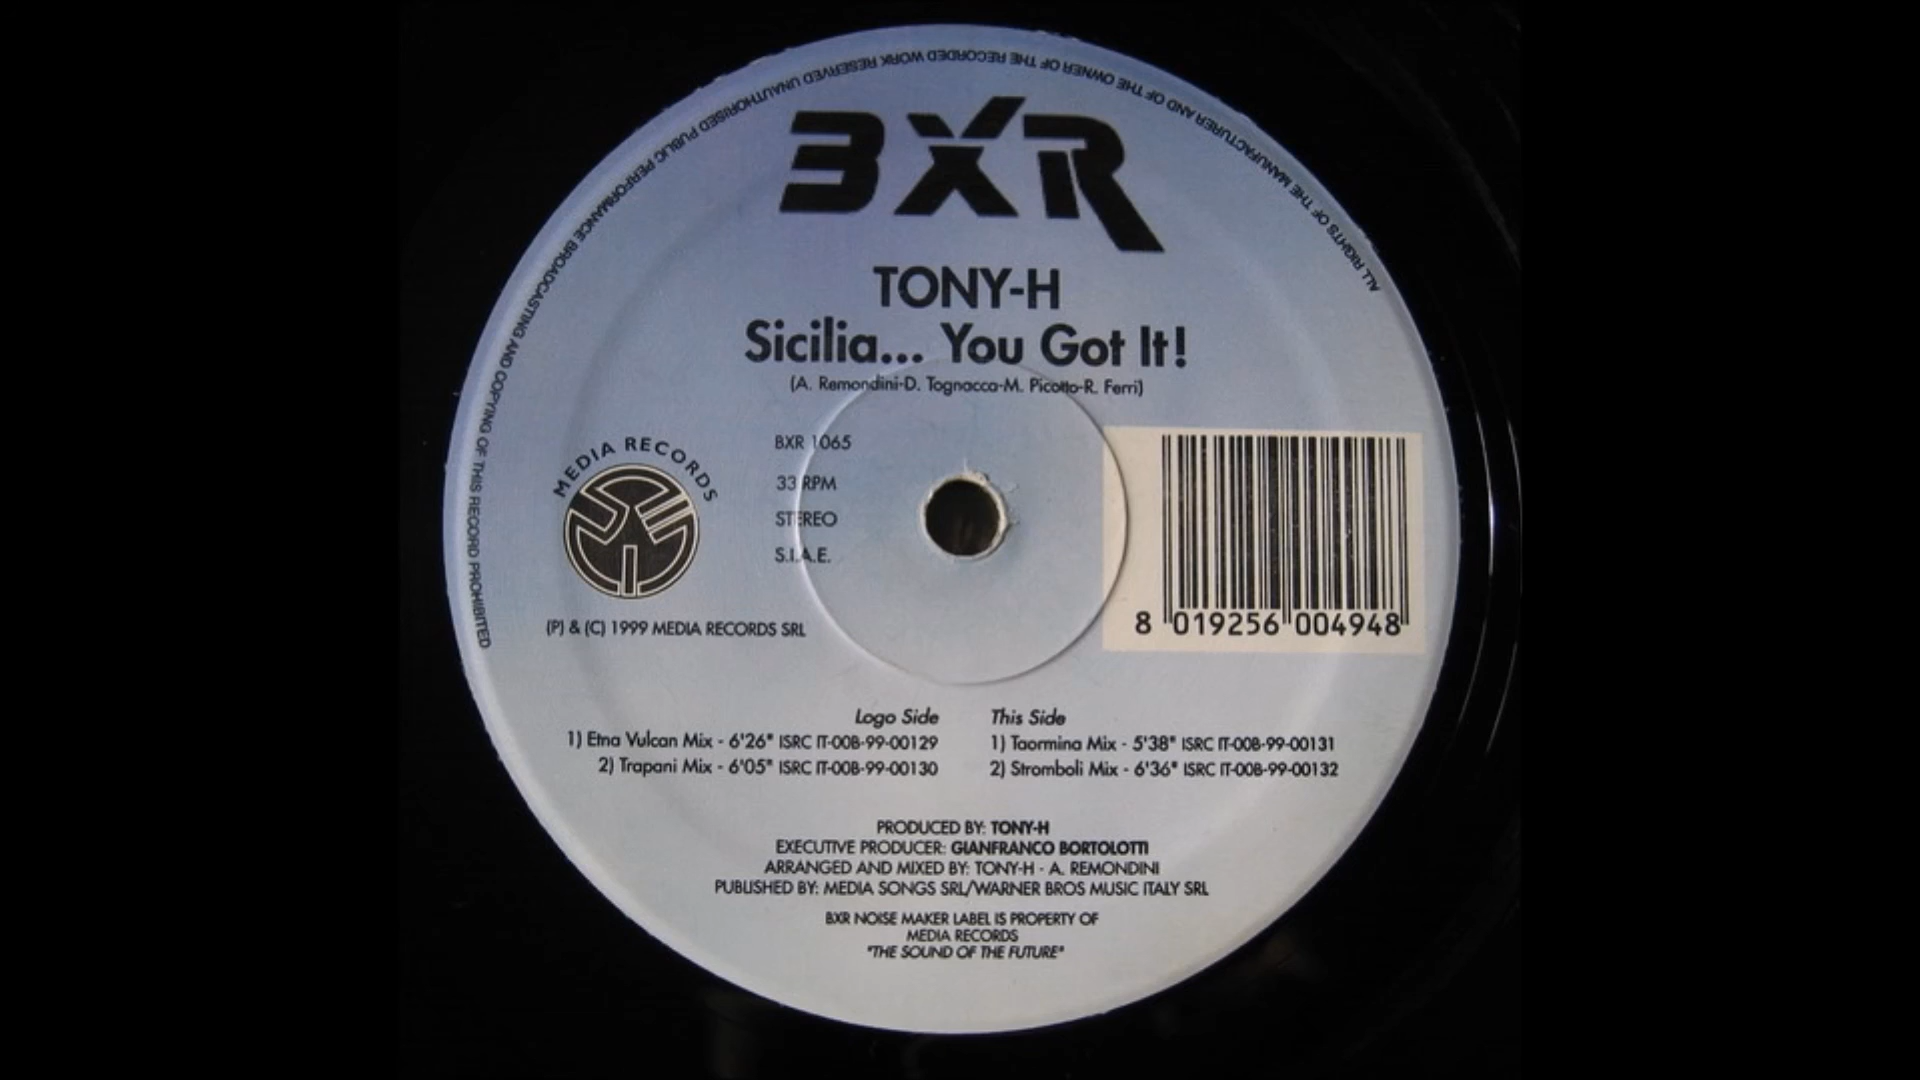 ALL RIGHTS OF THE MANUFACTURER AND OF THE OWNER OF THE RECORDED WORK RESERVED UNAUTHORISED PUBLIC PERFORMANCE BROADCASTING AND COPYING OF THIS RECORD PROHIBITED
BXR
TONY-H
Sicilia... You Got It!
(A. Remondini-D. Tognacca-M. Picotto-R. Ferri)
MEDIA RECORDS
BXR 1065
33 RPM
STEREO
S.I.A.E.
(P) & (C) 1999 MEDIA RECORDS SRL
8 019256 004948
Logo Side
1) Etna Vulcan Mix - 6'26" ISRC IT-00B-99-00129
2) Trapani Mix - 6'05" ISRC IT-00B-99-00130
This Side
1) Taormina Mix - 5'38" ISRC IT-00B-99-00131
2) Stromboli Mix - 6'36" ISRC IT-00B-99-00132
PRODUCED BY: TONY-H
EXECUTIVE PRODUCER: GIANFRANCO BORTOLOTTI
ARRANGED AND MIXED BY: TONY-H - A. REMONDINI
PUBLISHED BY: MEDIA SONGS SRL/WARNER BROS MUSIC ITALY SRL
BXR NOISE MAKER LABEL IS PROPERTY OF
MEDIA RECORDS
"THE SOUND OF THE FUTURE"